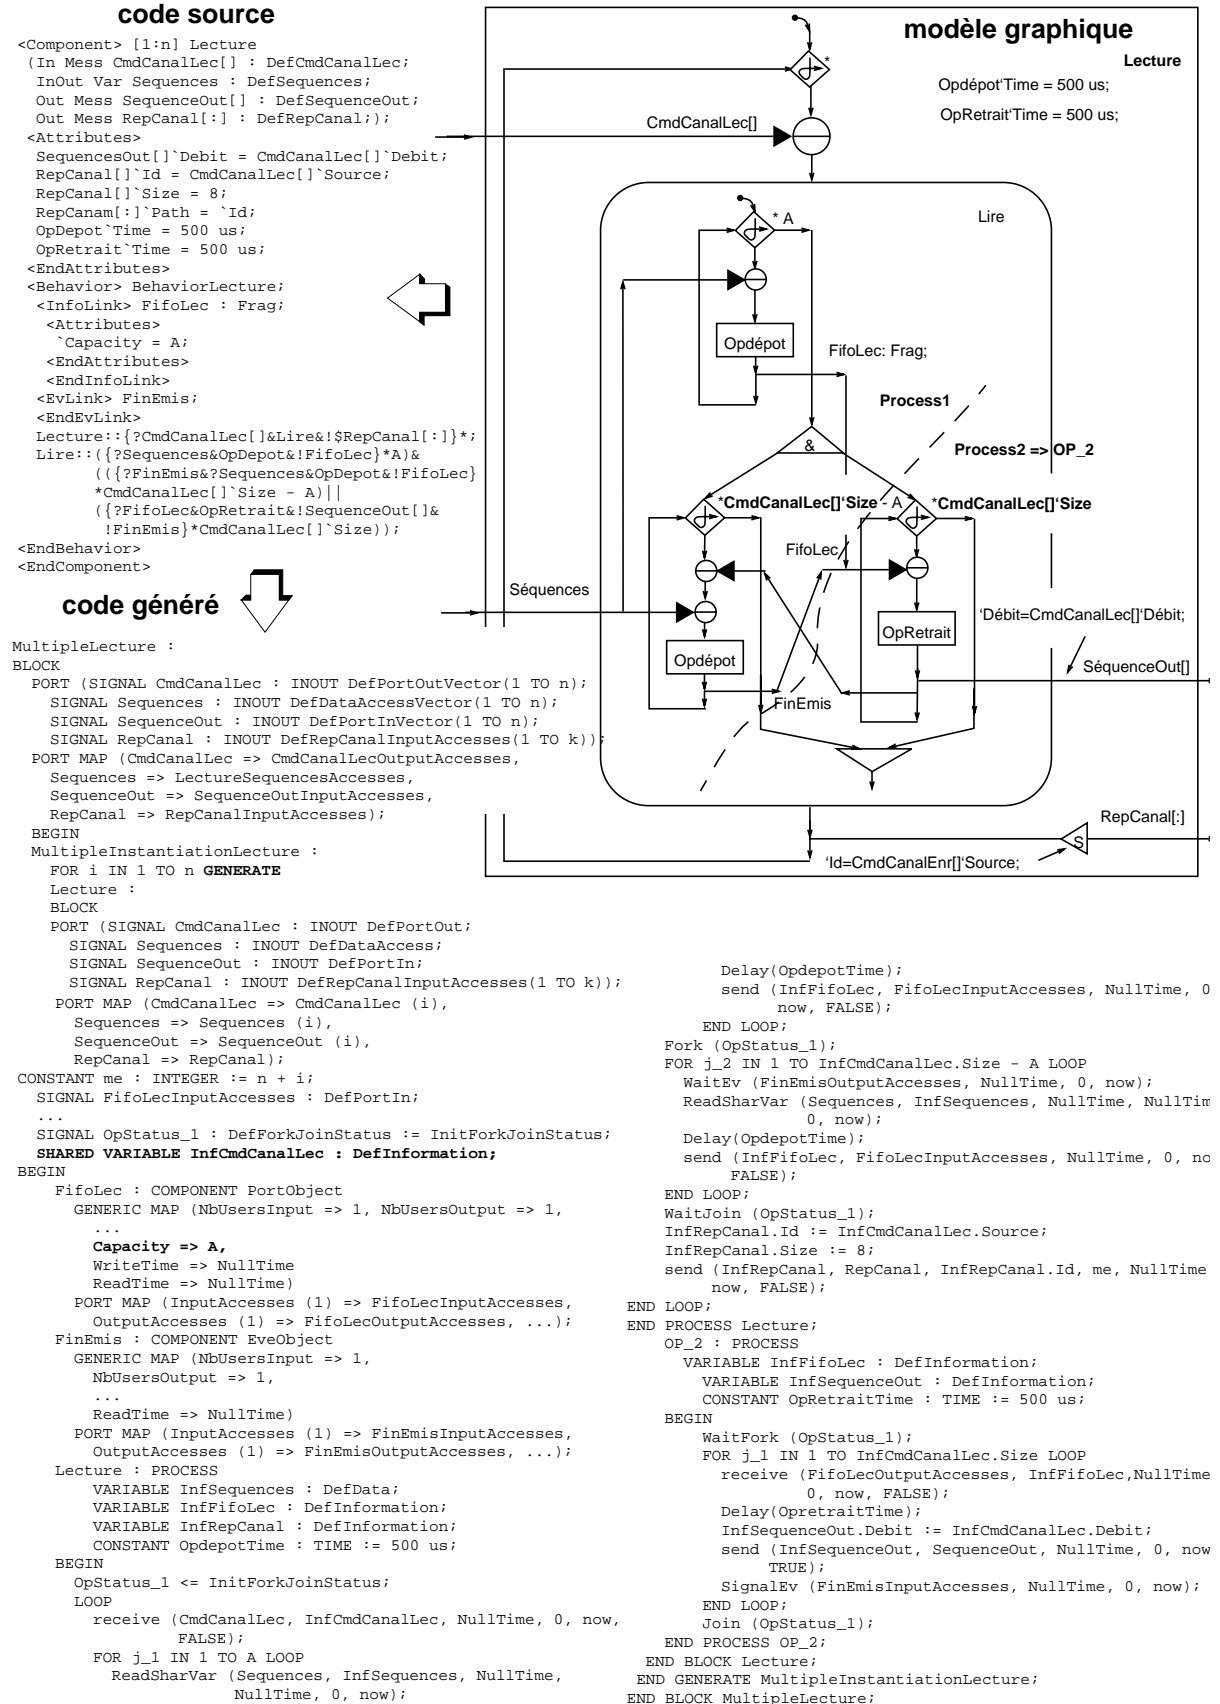 code source
<Component> [1:n] Lecture
(In Mess CmdCanalLec[] : DefCmdCanalLec;
InOut Var Sequences : DefSequences;
Out Mess SequenceOut[] : DefSequenceOut;
Out Mess RepCanal[:] : DefRepCanal;);
<Attributes>
SequencesOut[]`Debit = CmdCanalLec[]`Debit;
RepCanal[]`Id = CmdCanalLec[]`Source;
RepCanal[]`Size = 8;
RepCanam[:]`Path = `Id;
OpDepot`Time = 500 us;
OpRetrait`Time = 500 us;
<EndAttributes>
<Behavior> BehaviorLecture;
<InfoLink> FifoLec : Frag;
<Attributes>
`Capacity = A;
<EndAttributes>
<EndInfoLink>
<EvLink> FinEmis;
<EndEvLink>
Lecture::{?CmdCanalLec[]&Lire&!$RepCanal[:]}*;
Lire::({?Sequences&OpDepot&!FifoLec}*A)&
(({?FinEmis&?Sequences&OpDepot&!FifoLec}
*CmdCanalLec[]`Size - A)||
({?FifoLec&OpRetrait&!SequenceOut[]&
!FinEmis}*CmdCanalLec[]`Size));
<EndBehavior>
<EndComponent>
modèle graphique
Lecture
Opdépot‘Time = 500 us;
OpRetrait‘Time = 500 us;
*
CmdCanalLec[]
Lire
* A
Opdépot
FifoLec: Frag;
Process1
&
Process2 => OP_2
*CmdCanalLec[]‘Size - A
*CmdCanalLec[]‘Size
FifoLec
Séquences
OpRetrait
‘Débit=CmdCanalLec[]‘Débit;
Opdépot
SéquenceOut[]
FinEmis
RepCanal[:]
S
‘Id=CmdCanalEnr[]‘Source;
code généré
MultipleLecture :
BLOCK
PORT (SIGNAL CmdCanalLec : INOUT DefPortOutVector(1 TO n);
SIGNAL Sequences : INOUT DefDataAccessVector(1 TO n);
SIGNAL SequenceOut : INOUT DefPortInVector(1 TO n);
SIGNAL RepCanal : INOUT DefRepCanalInputAccesses(1 TO k));
PORT MAP (CmdCanalLec => CmdCanalLecOutputAccesses,
Sequences => LectureSequencesAccesses,
SequenceOut => SequenceOutInputAccesses,
RepCanal => RepCanalInputAccesses);
BEGIN
MultipleInstantiationLecture :
FOR i IN 1 TO n GENERATE
Lecture :
BLOCK
PORT (SIGNAL CmdCanalLec : INOUT DefPortOut;
SIGNAL Sequences : INOUT DefDataAccess;
SIGNAL SequenceOut : INOUT DefPortIn;
SIGNAL RepCanal : INOUT DefRepCanalInputAccesses(1 TO k));
PORT MAP (CmdCanalLec => CmdCanalLec (i),
Sequences => Sequences (i),
SequenceOut => SequenceOut (i),
RepCanal => RepCanal);
CONSTANT me : INTEGER := n + i;
SIGNAL FifoLecInputAccesses : DefPortIn;
...
SIGNAL OpStatus_1 : DefForkJoinStatus := InitForkJoinStatus;
SHARED VARIABLE InfCmdCanalLec : DefInformation;
BEGIN
FifoLec : COMPONENT PortObject
GENERIC MAP (NbUsersInput => 1, NbUsersOutput => 1,
...
Capacity => A,
WriteTime => NullTime
ReadTime => NullTime)
PORT MAP (InputAccesses (1) => FifoLecInputAccesses,
OutputAccesses (1) => FifoLecOutputAccesses, ...);
FinEmis : COMPONENT EveObject
GENERIC MAP (NbUsersInput => 1,
NbUsersOutput => 1,
...
ReadTime => NullTime)
PORT MAP (InputAccesses (1) => FinEmisInputAccesses,
OutputAccesses (1) => FinEmisOutputAccesses, ...);
Lecture : PROCESS
VARIABLE InfSequences : DefData;
VARIABLE InfFifoLec : DefInformation;
VARIABLE InfRepCanal : DefInformation;
CONSTANT OpdepotTime : TIME := 500 us;
BEGIN
OpStatus_1 <= InitForkJoinStatus;
LOOP
receive (CmdCanalLec, InfCmdCanalLec, NullTime, 0, now,
FALSE);
FOR j_1 IN 1 TO A LOOP
ReadSharVar (Sequences, InfSequences, NullTime,
NullTime, 0, now);
Delay(OpdepotTime);
send (InfFifoLec, FifoLecInputAccesses, NullTime, 0
now, FALSE);
END LOOP;
Fork (OpStatus_1);
FOR j_2 IN 1 TO InfCmdCanalLec.Size - A LOOP
WaitEv (FinEmisOutputAccesses, NullTime, 0, now);
ReadSharVar (Sequences, InfSequences, NullTime, NullTim
0, now);
Delay(OpdepotTime);
send (InfFifoLec, FifoLecInputAccesses, NullTime, 0, no
FALSE);
END LOOP;
WaitJoin (OpStatus_1);
InfRepCanal.Id := InfCmdCanalLec.Source;
InfRepCanal.Size := 8;
send (InfRepCanal, RepCanal, InfRepCanal.Id, me, NullTime
now, FALSE);
END LOOP;
END PROCESS Lecture;
OP_2 : PROCESS
VARIABLE InfFifoLec : DefInformation;
VARIABLE InfSequenceOut : DefInformation;
CONSTANT OpRetraitTime : TIME := 500 us;
BEGIN
WaitFork (OpStatus_1);
FOR j_1 IN 1 TO InfCmdCanalLec.Size LOOP
receive (FifoLecOutputAccesses, InfFifoLec,NullTime
0, now, FALSE);
Delay(OpretraitTime);
InfSequenceOut.Debit := InfCmdCanalLec.Debit;
send (InfSequenceOut, SequenceOut, NullTime, 0, now
TRUE);
SignalEv (FinEmisInputAccesses, NullTime, 0, now);
END LOOP;
Join (OpStatus_1);
END PROCESS OP_2;
END BLOCK Lecture;
END GENERATE MultipleInstantiationLecture;
END BLOCK MultipleLecture;